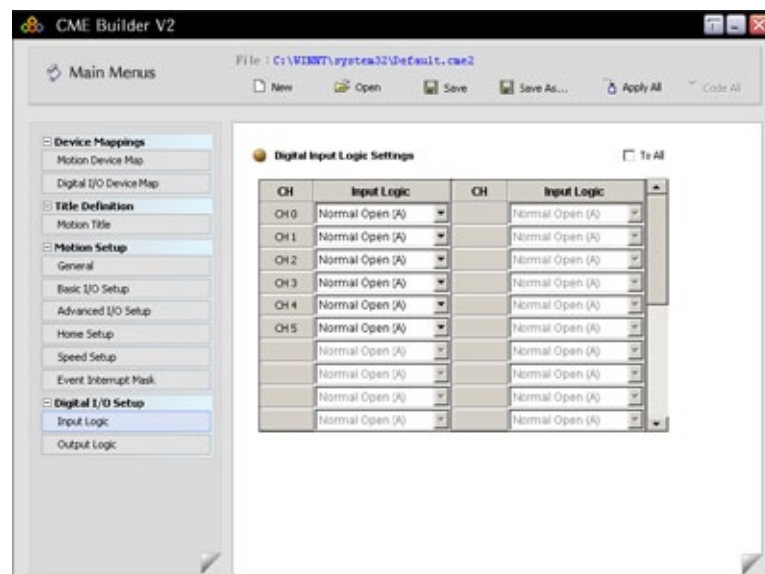 CME Builder V2
Main Menus
File : C:\WINNT\system32\Default.cme2
New Open Save Save As... Apply All Code All
Device Mappings
Motion Device Map
Digital I/O Device Map
Title Definition
Motion Title
Motion Setup
General
Basic I/O Setup
Advanced I/O Setup
Home Setup
Speed Setup
Event Interrupt Mask
Digital I/O Setup
Input Logic
Output Logic
Digital Input Logic Settings To All
CH Input Logic CH Input Logic
CH 0 Normal Open (A) Normal Open (A)
CH 1 Normal Open (A) Normal Open (A)
CH 2 Normal Open (A) Normal Open (A)
CH 3 Normal Open (A) Normal Open (A)
CH 4 Normal Open (A) Normal Open (A)
CH 5 Normal Open (A) Normal Open (A)
Normal Open (A) Normal Open (A)
Normal Open (A) Normal Open (A)
Normal Open (A) Normal Open (A)
Normal Open (A) Normal Open (A)